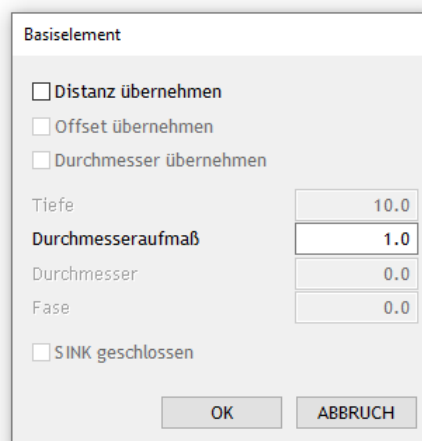 Basiselement
Distanz übernehmen
Offset übernehmen
Durchmesser übernehmen
Tiefe 10.0
Durchmesseraufmaß 1.0
Durchmesser 0.0
Fase 0.0
SINK geschlossen
OK ABBRUCH